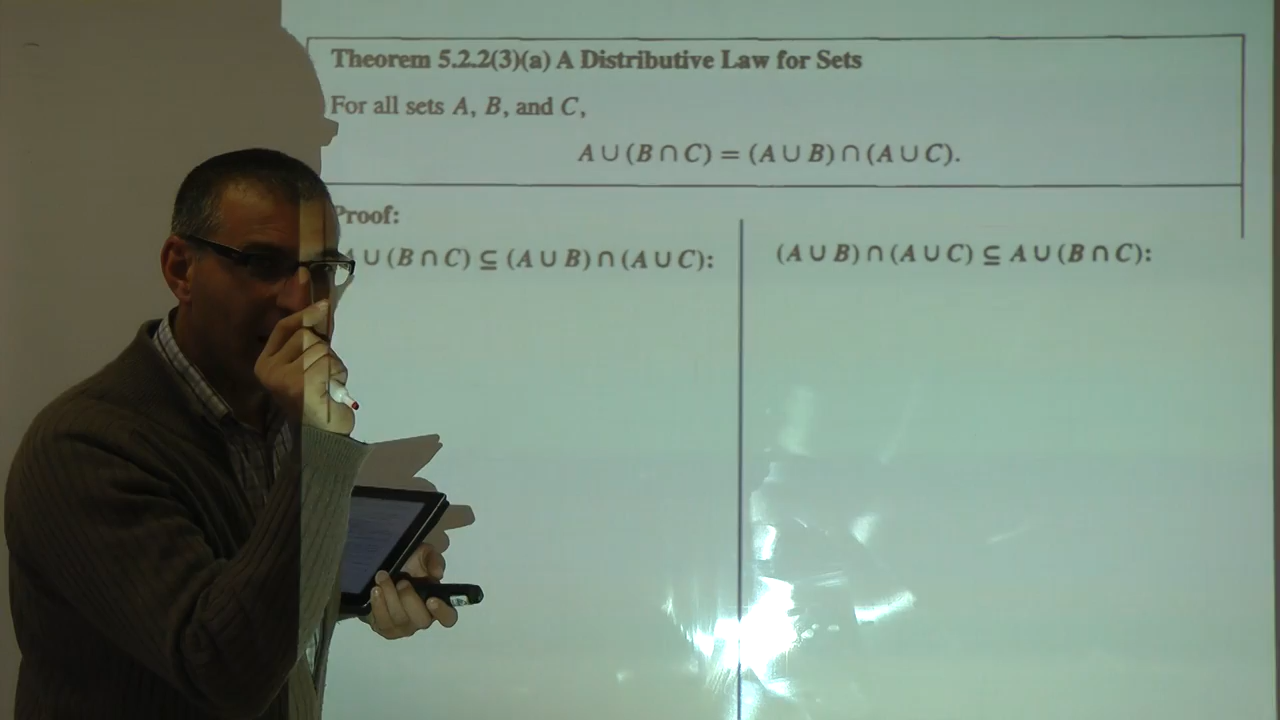 Theorem 5.2.2(3)(a) A Distributive Law for Sets
For all sets A, B, and C,
A ∪ (B ∩ C) = (A ∪ B) ∩ (A ∪ C).
Proof:
∪ (B ∩ C) ⊆ (A ∪ B) ∩ (A ∪ C):
(A ∪ B) ∩ (A ∪ C) ⊆ A ∪ (B ∩ C):